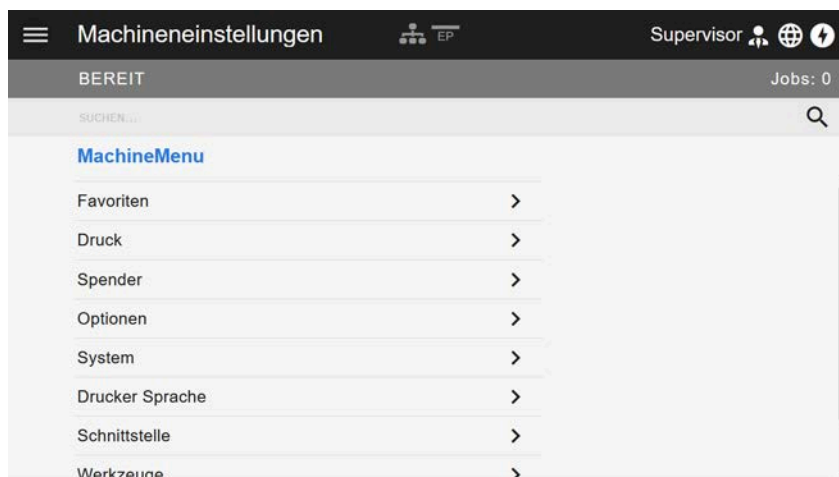 Machineneinstellungen EP Supervisor
BEREIT Jobs: 0
SUCHEN...
MachineMenu
Favoriten
Druck
Spender
Optionen
System
Drucker Sprache
Schnittstelle
Werkzeuge